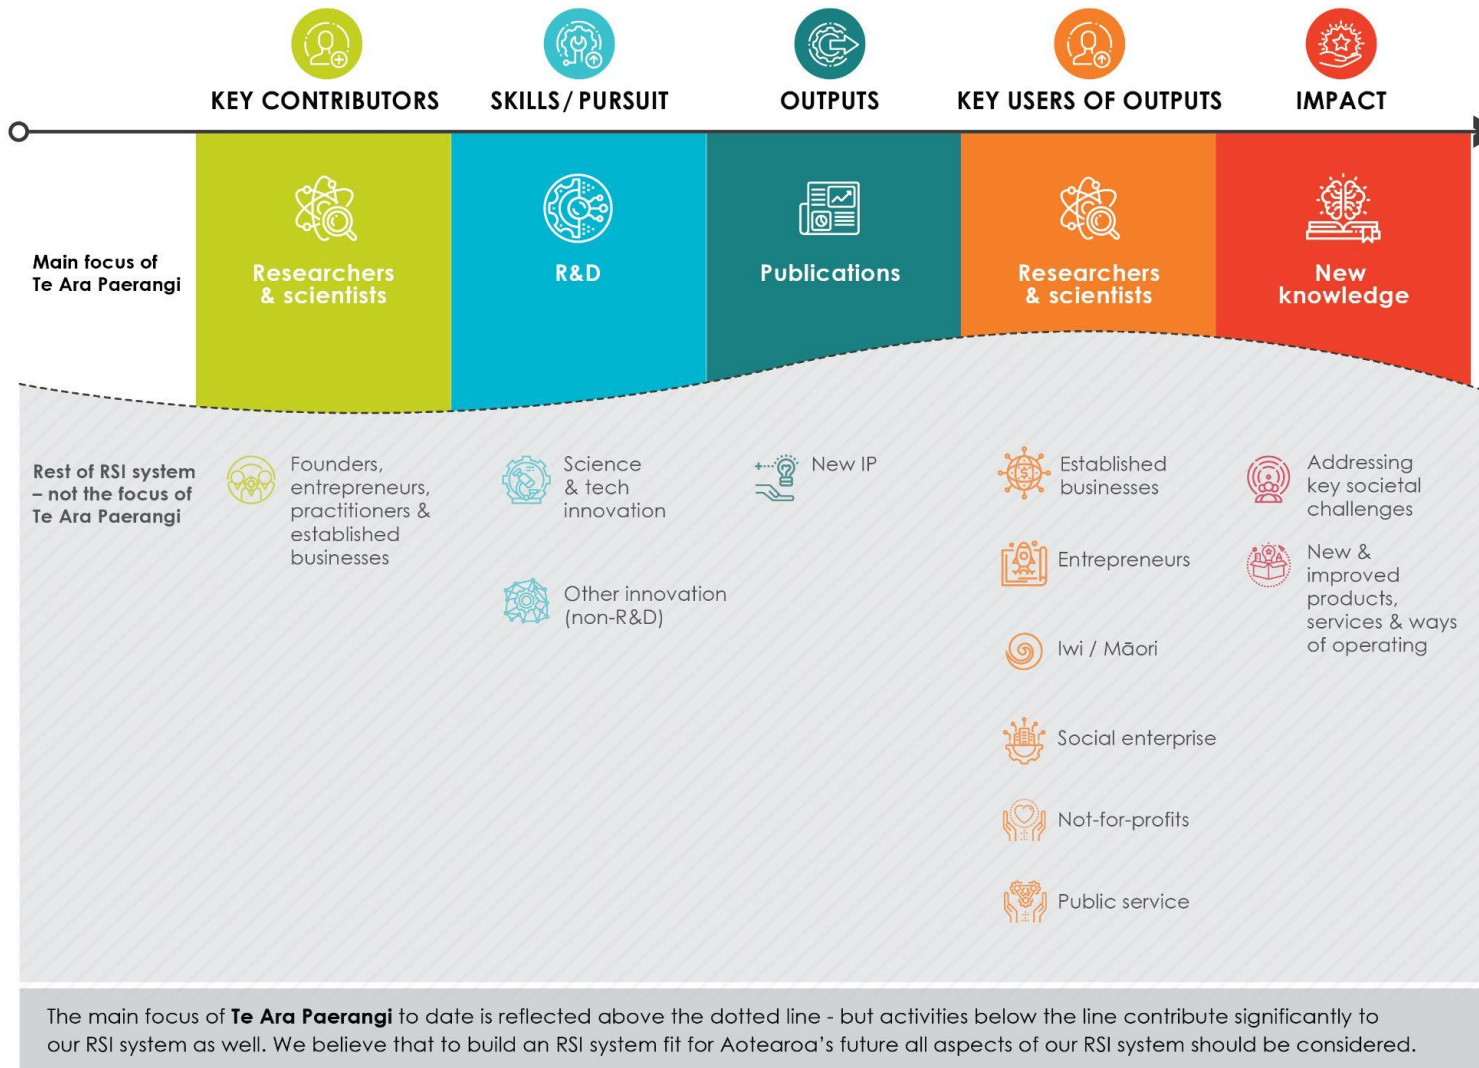 KEY CONTRIBUTORS
SKILLS / PURSUIT
OUTPUTS
KEY USERS OF OUTPUTS
IMPACT
Main focus of
Te Ara Paerangi
Researchers
& scientists
R&D
Publications
Researchers
& scientists
New
knowledge
Rest of RSI system
– not the focus of
Te Ara Paerangi
Founders,
entrepreneurs,
practitioners &
established
businesses
Science
& tech
innovation
Other innovation
(non-R&D)
New IP
Established
businesses
Entrepreneurs
Iwi / Māori
Social enterprise
Not-for-profits
Public service
Addressing
key societal
challenges
New &
improved
products,
services & ways
of operating
The main focus of Te Ara Paerangi to date is reflected above the dotted line - but activities below the line contribute significantly to
our RSI system as well. We believe that to build an RSI system fit for Aotearoa's future all aspects of our RSI system should be considered.